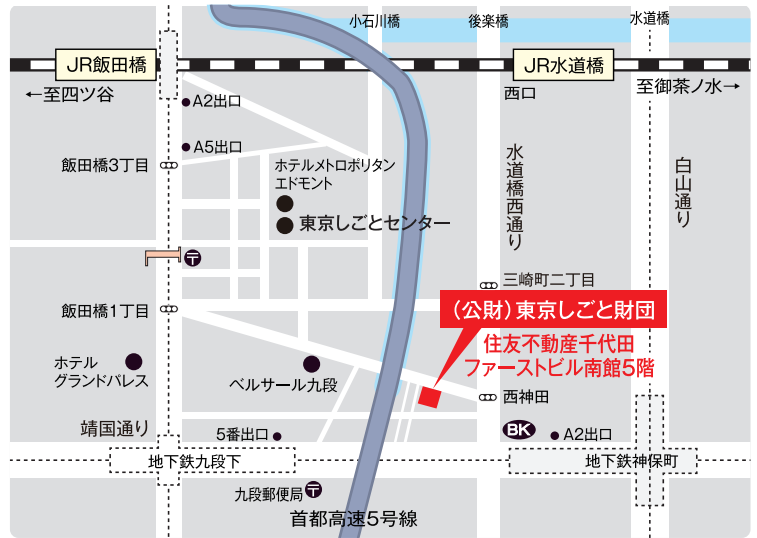 小石川橋
後楽橋
水道橋
JR飯田橋
JR水道橋
←至四ツ谷
至御茶ノ水→
A2出口
西口
A5出口
飯田橋3丁目
ホテルメトロポリタン
エドモント
東京しごとセンター
水道橋西通り
白山通り
〒
三崎町二丁目
飯田橋1丁目
(公財)東京しごと財団
住友不動産千代田
ファーストビル南館5階
ホテル
グランドパレス
ベルサール九段
西神田
靖国通り
5番出口
BK
A2出口
地下鉄九段下
地下鉄神保町
九段郵便局
〒
首都高速5号線